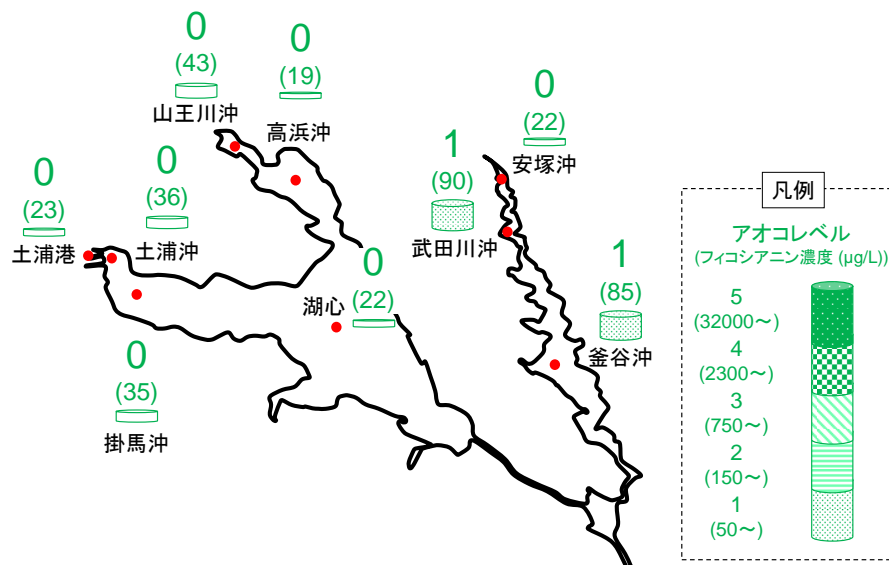 0
(43)
山王川沖
0
(19)
高浜沖
0
(22)
安塚沖
1
(90)
武田川沖
0
(23)
土浦港
0
(36)
土浦沖
0
(22)
湖心
1
(85)
釜谷沖
0
(35)
掛馬沖
凡例
アオコレベル
(フィコシアニン濃度 (µg/L))
5
(32000～)
4
(2300～)
3
(750～)
2
(150～)
1
(50～)